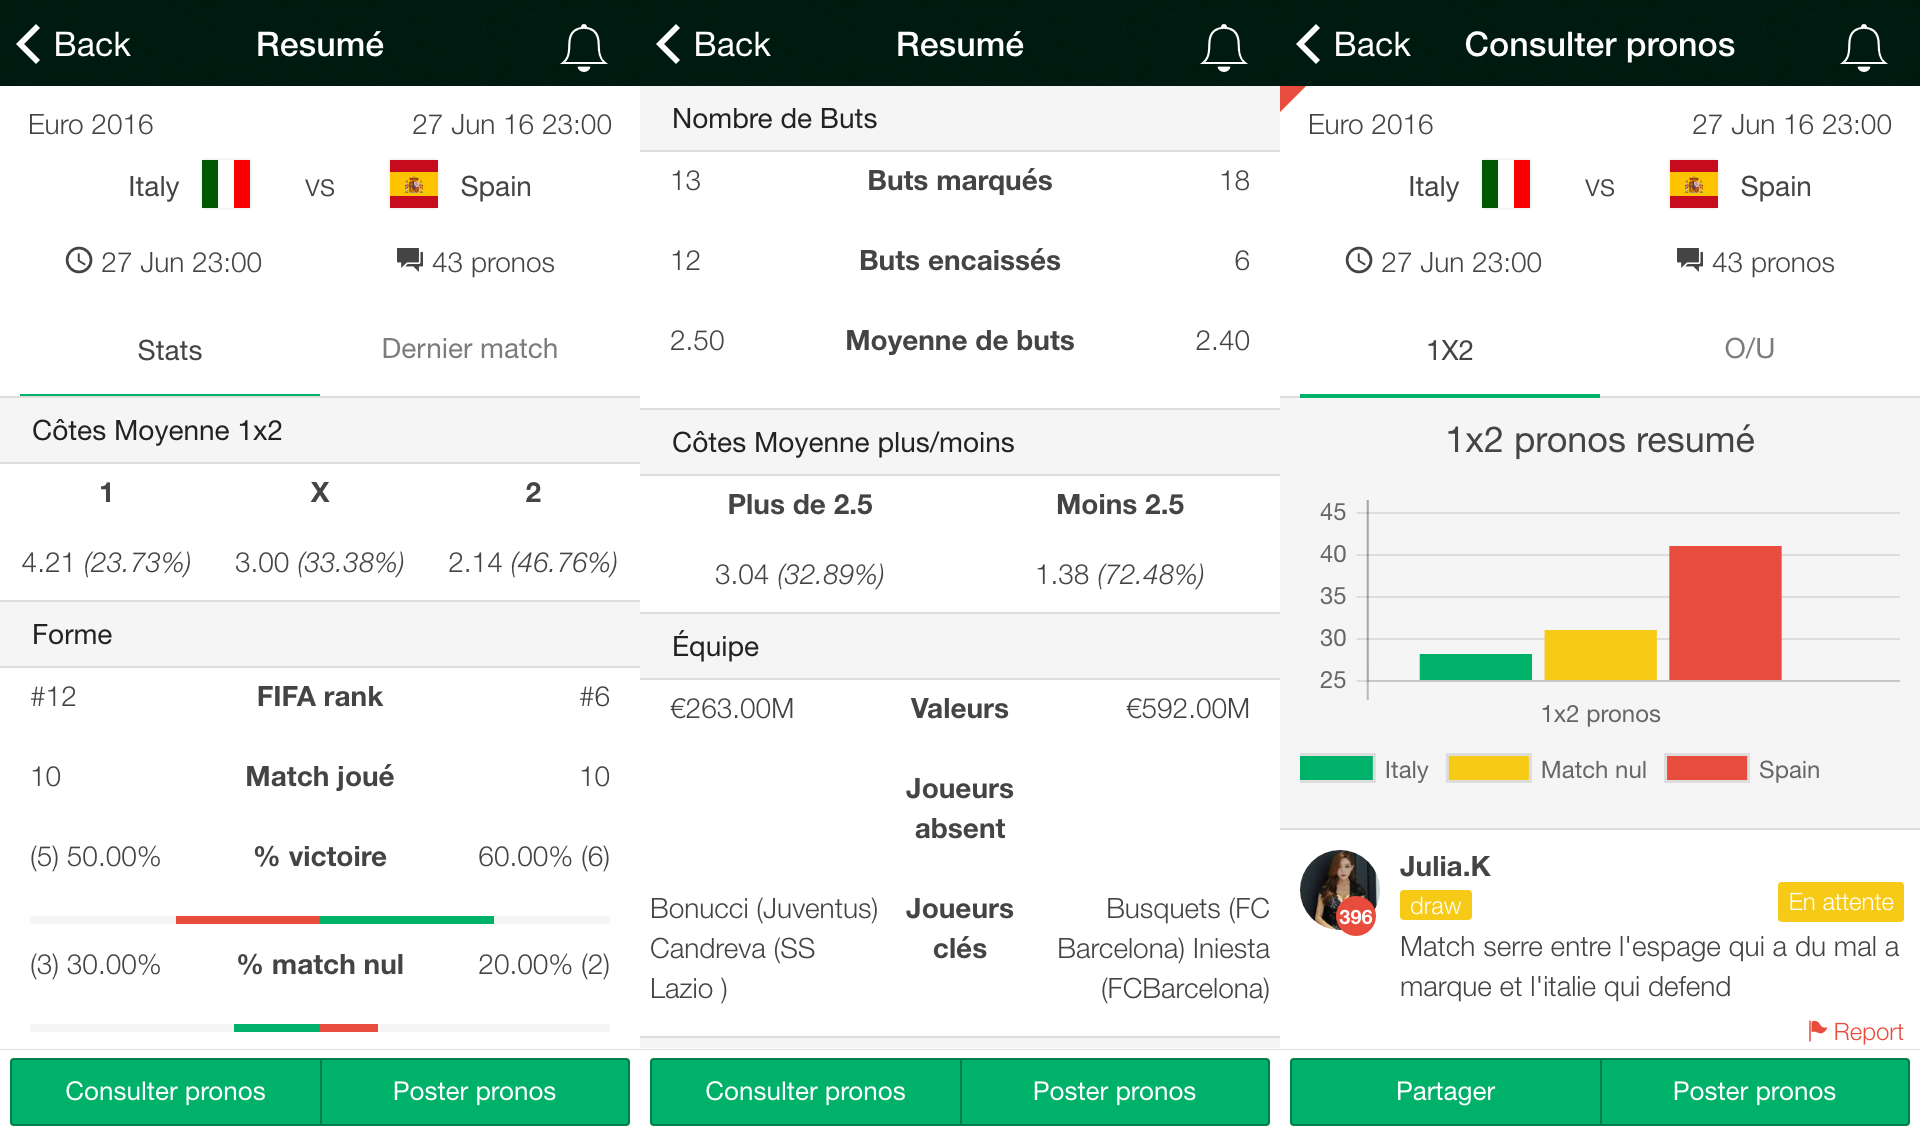 Back Resumé
Euro 2016 27 Jun 16 23:00
Italy vs Spain
27 Jun 23:00 43 pronos
Stats Dernier match
Côtes Moyenne 1x2
1 X 2
4.21 (23.73%) 3.00 (33.38%) 2.14 (46.76%)
Forme
#12 FIFA rank #6
10 Match joué 10
(5) 50.00% % victoire 60.00% (6)
(3) 30.00% % match nul 20.00% (2)
Consulter pronos Poster pronos
Back Resumé
Nombre de Buts
13 Buts marqués 18
12 Buts encaissés 6
2.50 Moyenne de buts 2.40
Côtes Moyenne plus/moins
Plus de 2.5 Moins 2.5
3.04 (32.89%) 1.38 (72.48%)
Équipe
€263.00M Valeurs €592.00M
Joueurs
absent
Bonucci (Juventus) Joueurs Busquets (FC
Candreva (SS clés Barcelona) Iniesta
Lazio ) (FCBarcelona)
Consulter pronos Poster pronos
Back Consulter pronos
Euro 2016 27 Jun 16 23:00
Italy vs Spain
27 Jun 23:00 43 pronos
1X2 O/U
1x2 pronos resumé
45
40
35
30
25
1x2 pronos
Italy Match nul Spain
Julia.K
396 draw En attente
Match serre entre l'espage qui a du mal a
marque et l'italie qui defend
Report
Partager Poster pronos